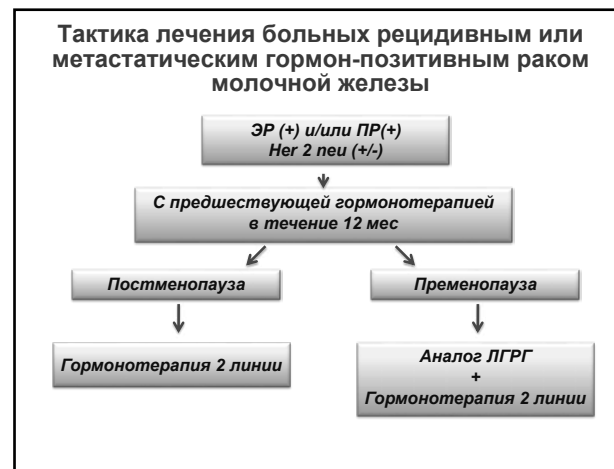 Тактика лечения больных рецидивным или
метастатическим гормон-позитивным раком
молочной железы
ЭР (+) и/или ПР(+)
Her 2 neu (+/-)
С предшествующей гормонотерапией
в течение 12 мес
Постменопауза
Пременопауза
Гормонотерапия 2 линии
Аналог ЛГРГ
+
Гормонотерапия 2 линии